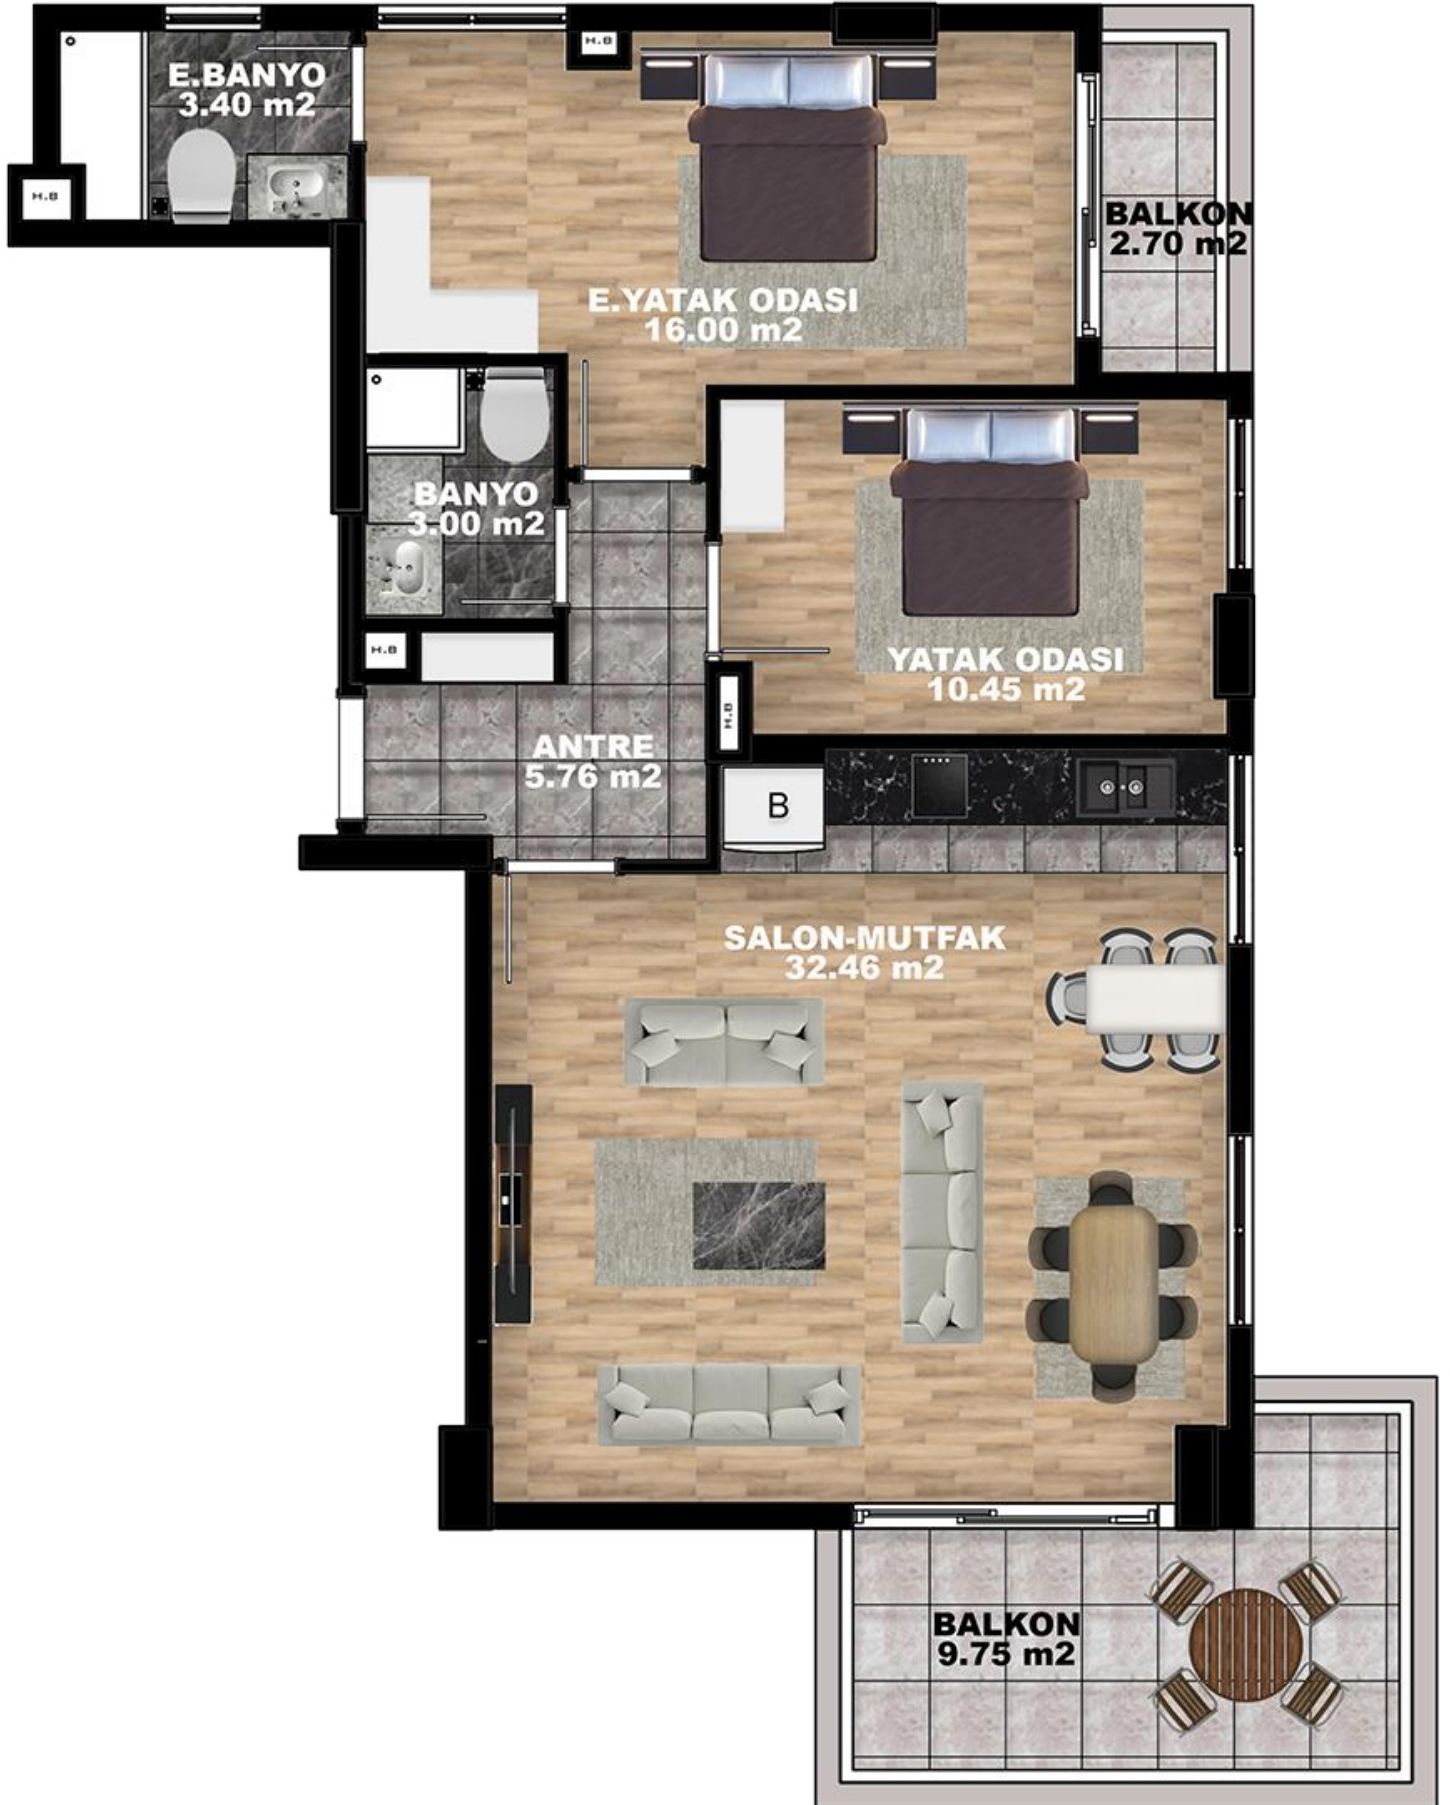 H.B
E.BANYO
3.40 m2
H.B
BALKON
2.70 m2
E.YATAK ODASI
16.00 m2
BANYO
3.00 m2
H.B
YATAK ODASI
10.45 m2
H.B
ANTRE
5.76 m2
B
SALON-MUTFAK
32.46 m2
BALKON
9.75 m2